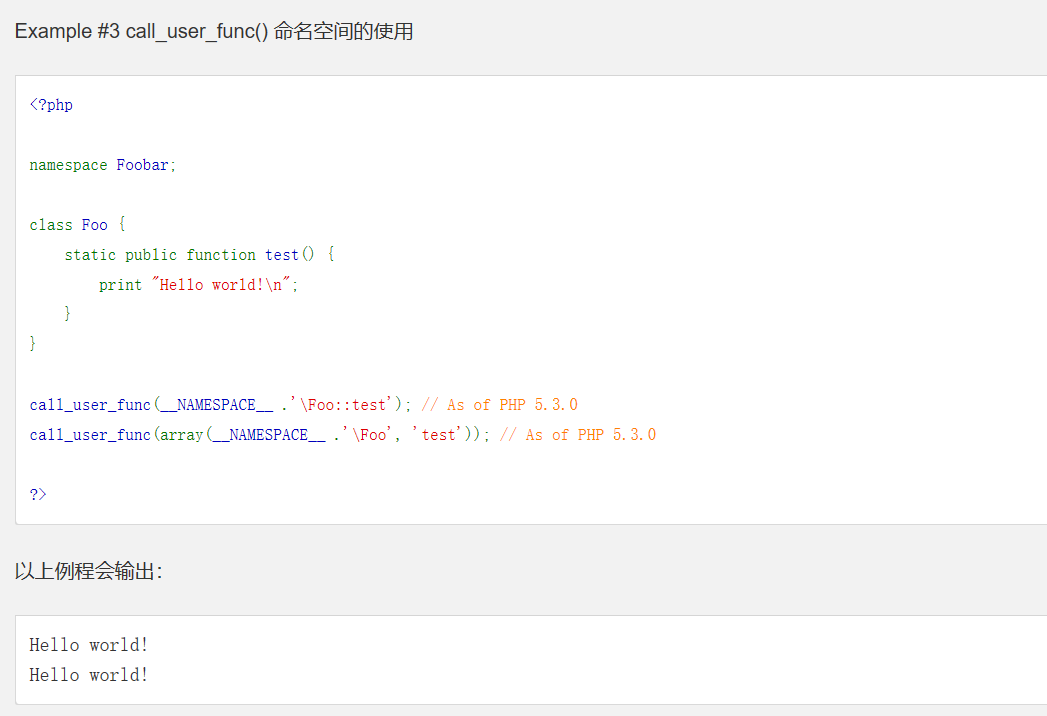 Example #3 call_user_func() 命名空间的使用
<?php
namespace Foobar;
class Foo {
    static public function test() {
        print "Hello world!\n";
    }
}
call_user_func(__NAMESPACE__ .'\Foo::test'); // As of PHP 5.3.0
call_user_func(array(__NAMESPACE__ .'\Foo', 'test')); // As of PHP 5.3.0
?>
以上例程会输出：
Hello world!
Hello world!